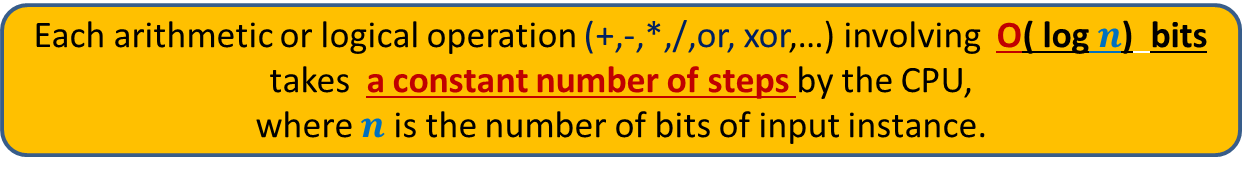 Each arithmetic or logical operation (+,-,*,/,or, xor,…) involving O( log n) bits
takes a constant number of steps by the CPU,
where n is the number of bits of input instance.